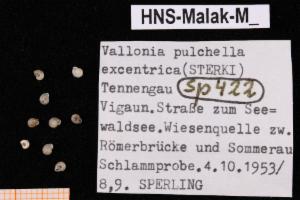 HNS-Malak-M_
Vallonia pulchella
excentrica(STERKI)
Tennengau Sp422
Vigaun.Straße zum See=
waldsee.Wiesenquelle zw.
Römerbrücke und Sommerau
Schlammprobe.4.10.1953/
8,9. SPERLING